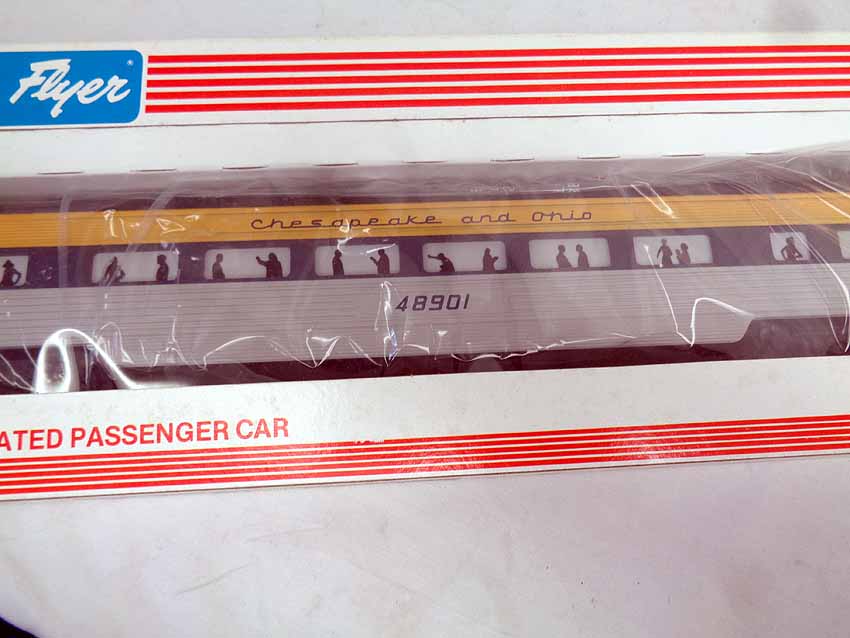 Flyer®
Chesapeake and Ohio
48901
ATED PASSENGER CAR